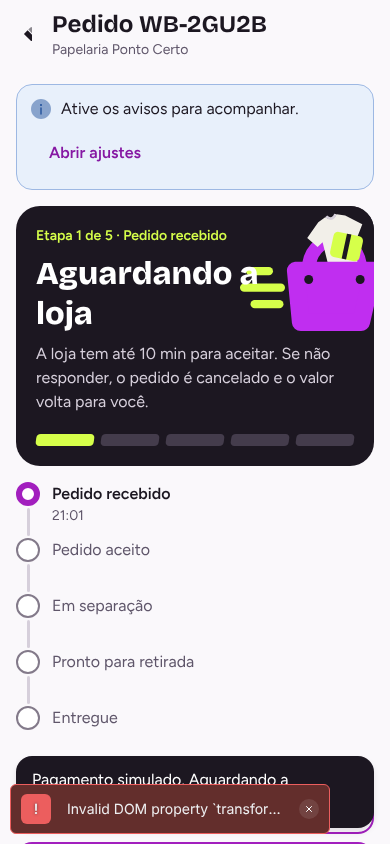 Pedido WB-2GU2B
Papelaria Ponto Certo
Ative os avisos para acompanhar.
Abrir ajustes
Etapa 1 de 5 · Pedido recebido
Aguardando a
loja
A loja tem até 10 min para aceitar. Se não
responder, o pedido é cancelado e o valor
volta para você.
Pedido recebido
21:01
Pedido aceito
Em separação
Pronto para retirada
Entregue
Pagamento simulado. Aguardando a
! Invalid DOM property `transfor...